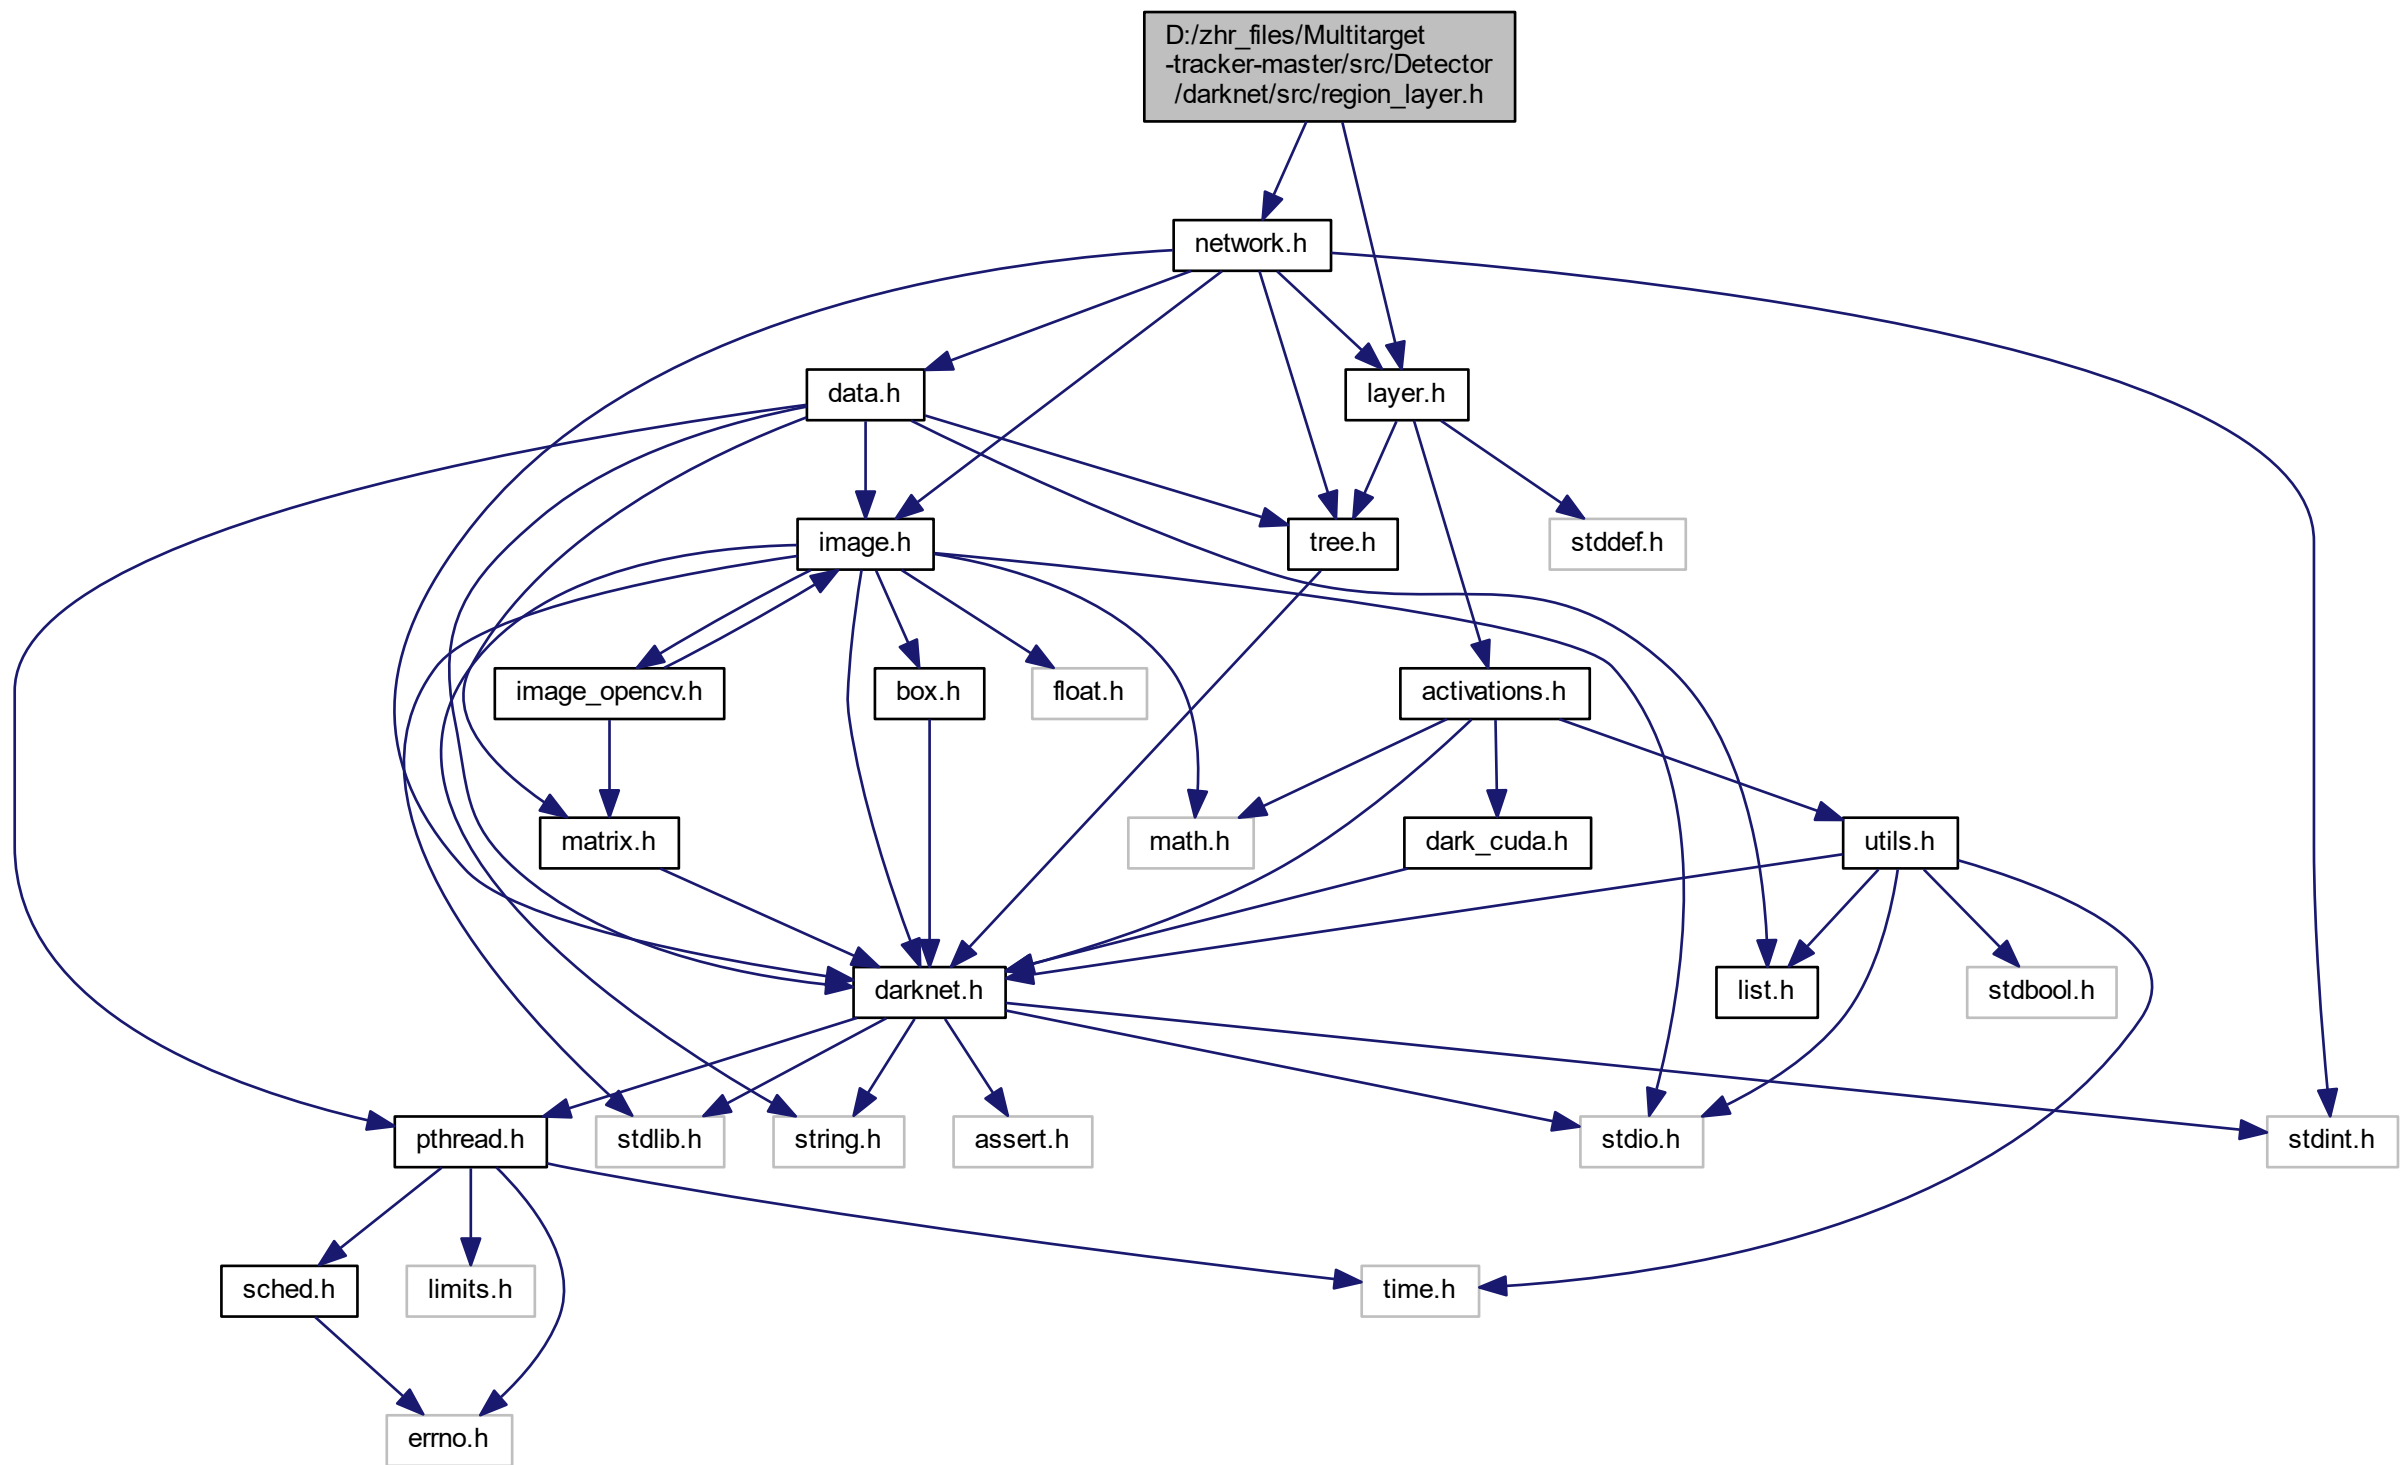 D:/zhr_files/Multitarget
-tracker-master/src/Detector
/darknet/src/region_layer.h
network.h
data.h
layer.h
image.h
tree.h
stddef.h
image_opencv.h
box.h
float.h
activations.h
matrix.h
math.h
dark_cuda.h
utils.h
darknet.h
list.h
stdbool.h
pthread.h
stdlib.h
string.h
assert.h
stdio.h
stdint.h
sched.h
limits.h
time.h
errno.h